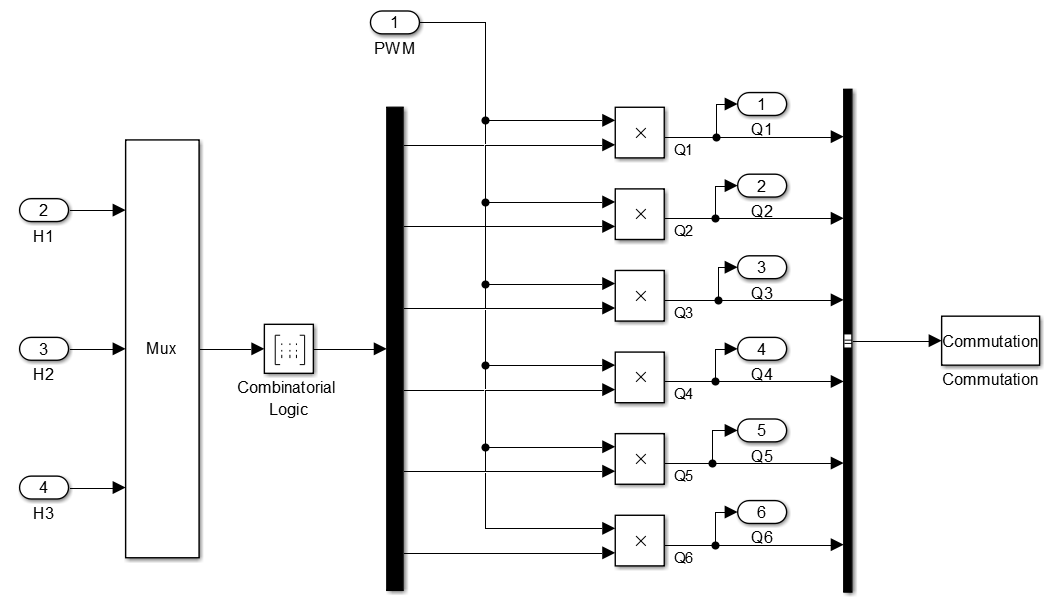 1
PWM
2
H1
3
H2
4
H3
Mux
Combinatorial
Logic
×
Q1
1
Q1
×
Q2
2
Q2
×
Q3
3
Q3
×
Q4
4
Q4
×
Q5
5
Q5
×
Q6
6
Q6
Commutation
Commutation